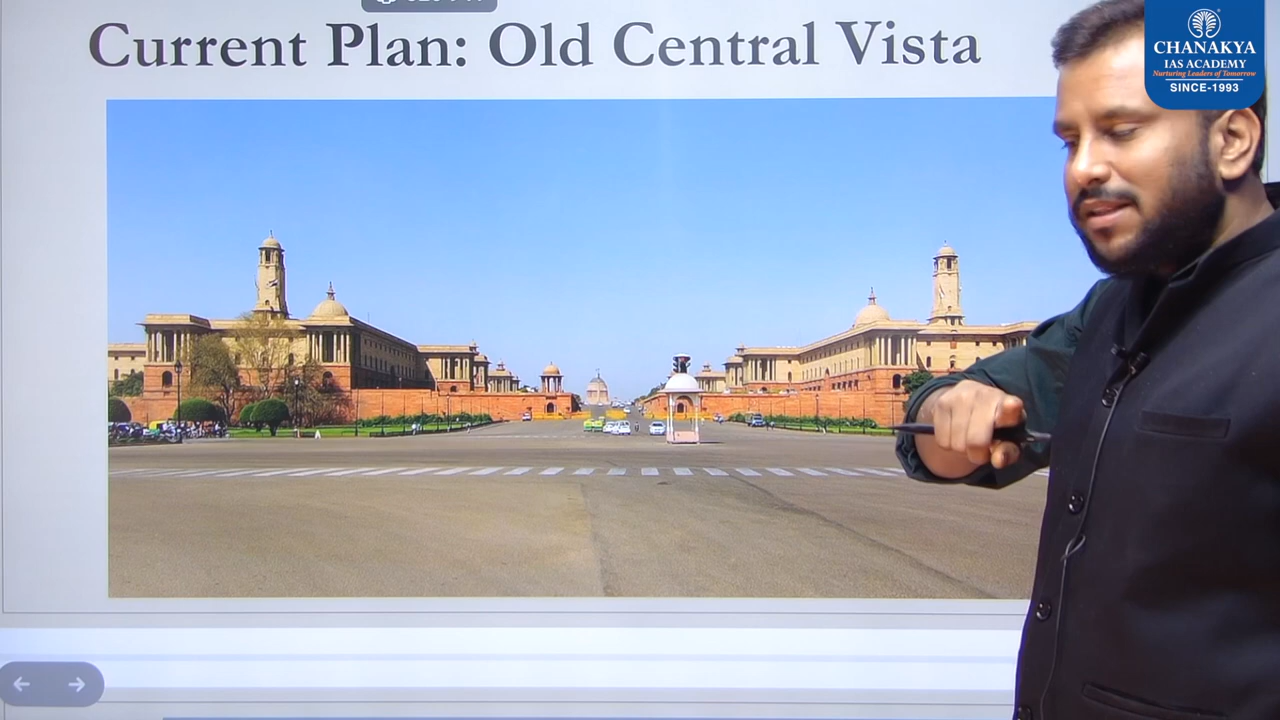 Current Plan: Old Central Vista
CHANAKYA
IAS ACADEMY
Nurturing Leaders of Tomorrow
SINCE-1993